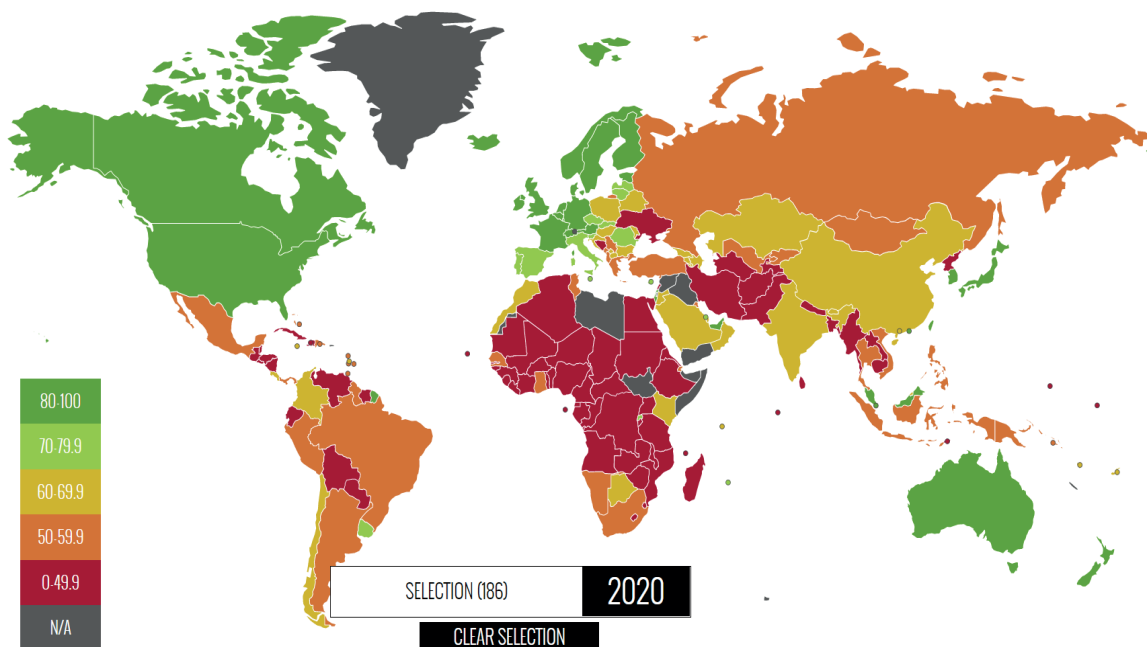 80-100
70-79.9
60-69.9
50-59.9
0-49.9
N/A
SELECTION (186)
2020
CLEAR SELECTION